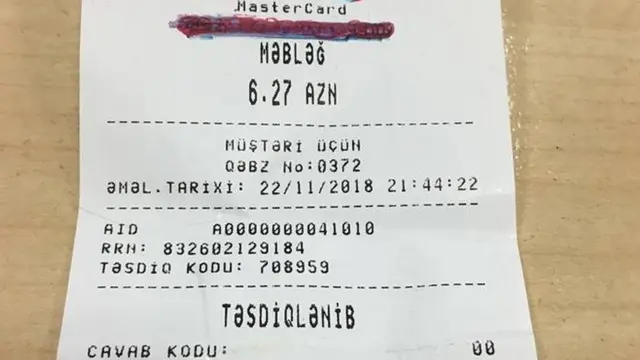 MasterCard
MƏBLƏĞ
6.27 AZN
MÜŞTƏRİ ÜÇÜN
QƏBZ No:0372
ƏMƏL.TARİXİ: 22/11/2018 21:44:22
AID A0000000041010
RRN: 832602129184
TƏSDİQ KODU: 708959
TƏSDİQLƏNİB
CAVAB KODU: 00